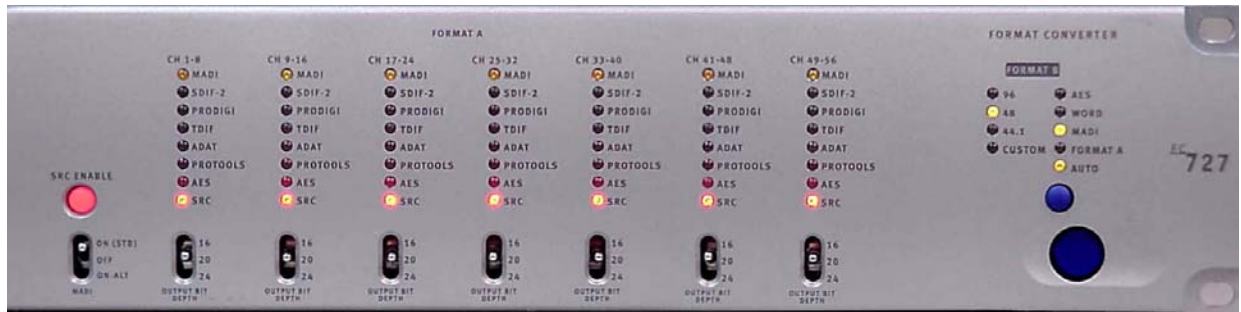 FORMAT A
FORMAT CONVERTER
CH 1-8
MADI
SDIF-2
PRODIGI
TDIF
ADAT
PROTOOLS
AES
SRC
CH 9-16
MADI
SDIF-2
PRODIGI
TDIF
ADAT
PROTOOLS
AES
SRC
CH 17-24
MADI
SDIF-2
PRODIGI
TDIF
ADAT
PROTOOLS
AES
SRC
CH 25-32
MADI
SDIF-2
PRODIGI
TDIF
ADAT
PROTOOLS
AES
SRC
CH 33-40
MADI
SDIF-2
PRODIGI
TDIF
ADAT
PROTOOLS
AES
SRC
CH 41-48
MADI
SDIF-2
PRODIGI
TDIF
ADAT
PROTOOLS
AES
SRC
CH 49-56
MADI
SDIF-2
PRODIGI
TDIF
ADAT
PROTOOLS
AES
SRC
FORMAT B
96
48
44.1
CUSTOM
AES
WORD
MADI
FORMAT A
AUTO
727
SRC ENABLE
ON (STD)
OFF
ON-ALT
MADI
16
20
24
OUTPUT BIT
DEPTH
16
20
24
OUTPUT BIT
DEPTH
16
20
24
OUTPUT BIT
DEPTH
16
20
24
OUTPUT BIT
DEPTH
16
20
24
OUTPUT BIT
DEPTH
16
20
24
OUTPUT BIT
DEPTH
16
20
24
OUTPUT BIT
DEPTH